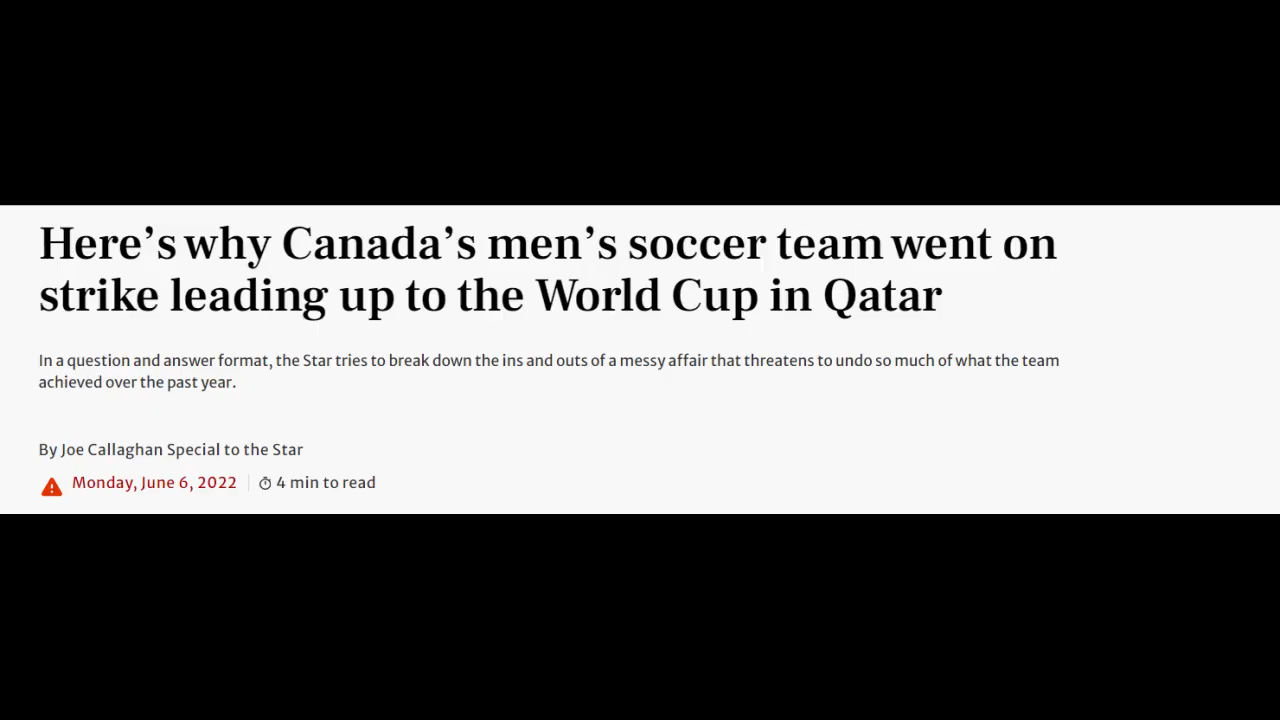 Here’s why Canada’s men’s soccer team went on
strike leading up to the World Cup in Qatar
In a question and answer format, the Star tries to break down the ins and outs of a messy affair that threatens to undo so much of what the team
achieved over the past year.
By Joe Callaghan Special to the Star
Monday, June 6, 2022 4 min to read